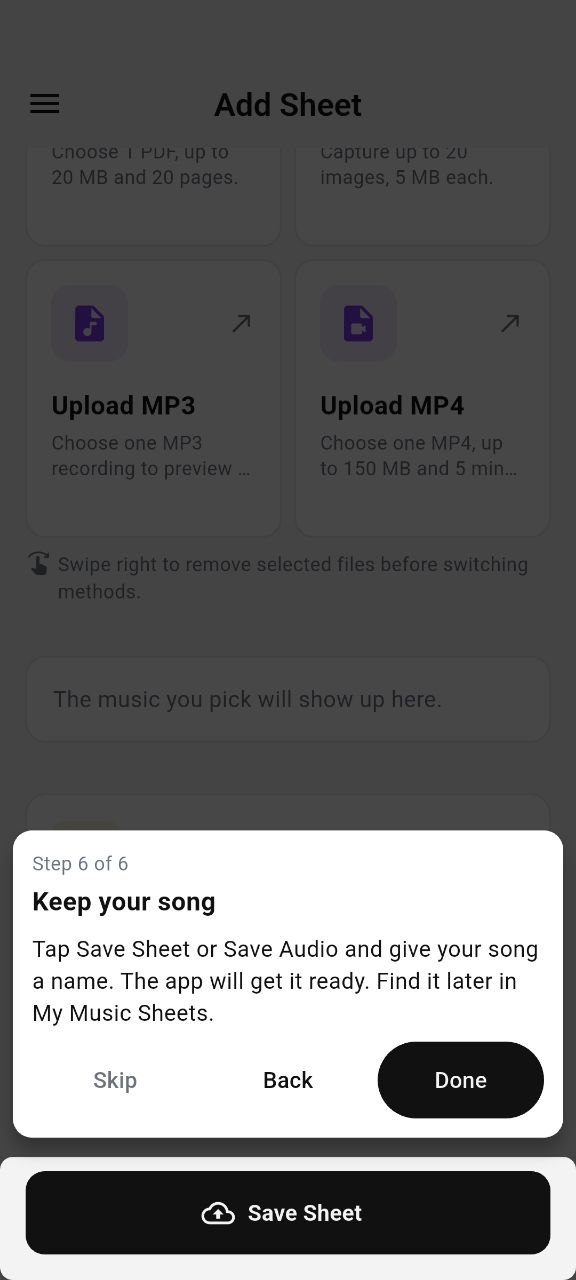 Add Sheet
Choose 1 PDF, up to
20 MB and 20 pages.
Capture up to 20
images, 5 MB each.
Upload MP3
Choose one MP3
recording to preview ...
Upload MP4
Choose one MP4, up
to 150 MB and 5 min...
Swipe right to remove selected files before switching
methods.
The music you pick will show up here.
Step 6 of 6
Keep your song
Tap Save Sheet or Save Audio and give your song
a name. The app will get it ready. Find it later in
My Music Sheets.
Skip
Back
Done
Save Sheet